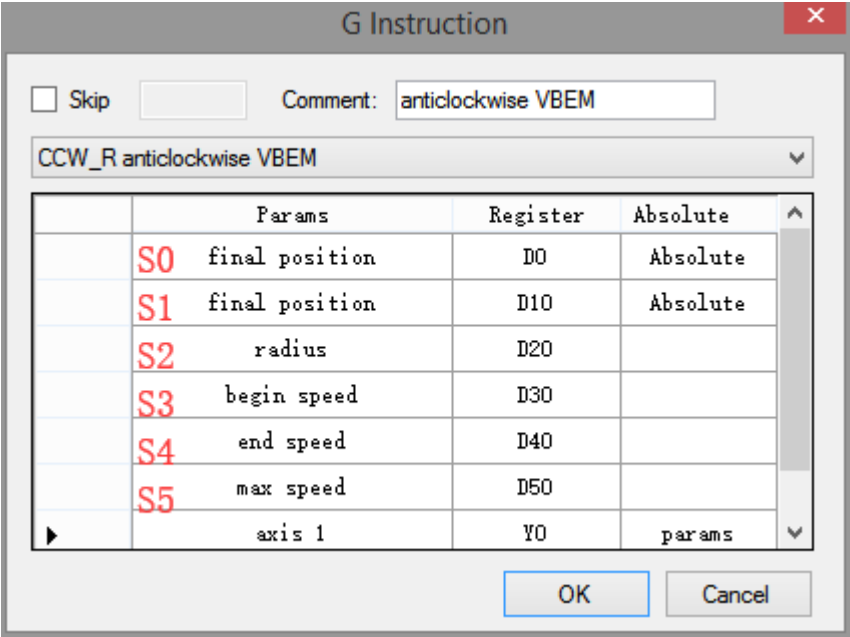 G Instruction
Skip Comment: anticlockwise VBEM
CCW_R anticlockwise VBEM
Params Register Absolute
S0 final position D0 Absolute
S1 final position D10 Absolute
S2 radius D20
S3 begin speed D30
S4 end speed D40
S5 max speed D50
axis 1 Y0 params
OK Cancel